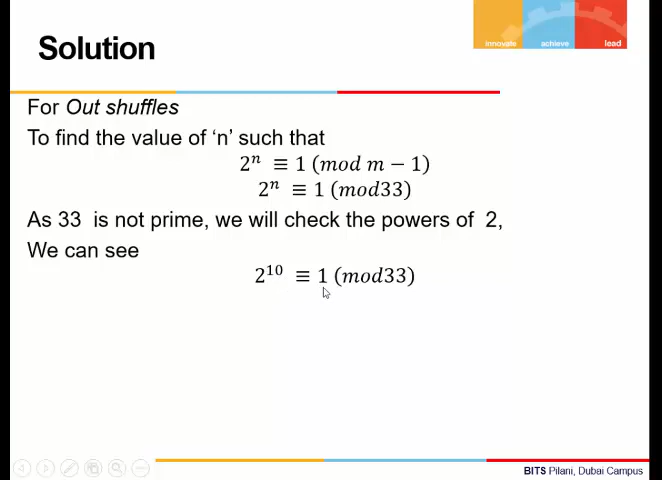 Solution
innovate achieve lead
For Out shuffles
To find the value of ‘n’ such that
2ⁿ ≡ 1 (mod m − 1)
2ⁿ ≡ 1 (mod33)
As 33 is not prime, we will check the powers of 2,
We can see
2¹⁰ ≡ 1 (mod33)
BITS Pilani, Dubai Campus